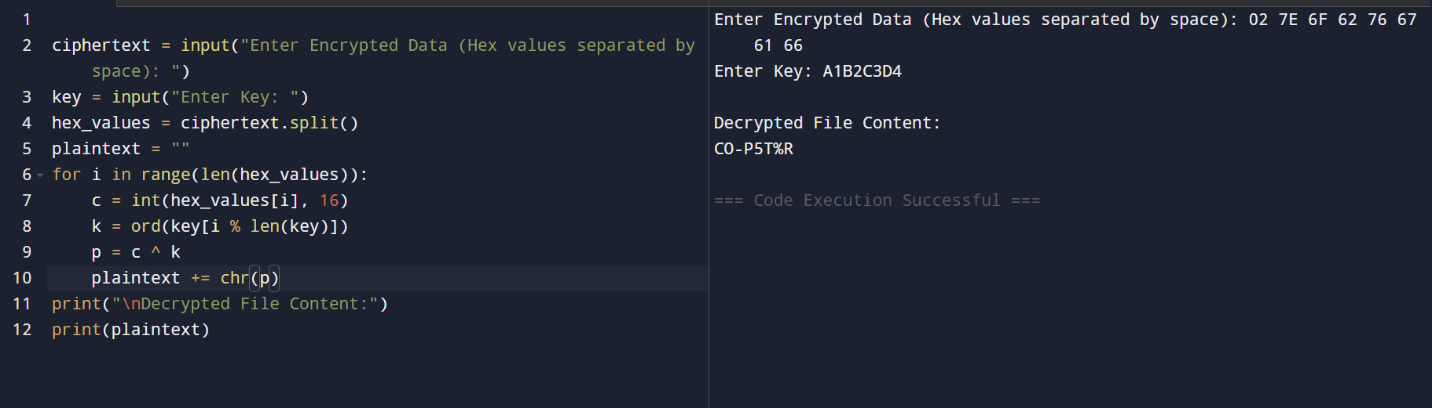 1
2 ciphertext = input("Enter Encrypted Data (Hex values separated by
space): ")
3 key = input("Enter Key: ")
4 hex_values = ciphertext.split()
5 plaintext = ""
6 for i in range(len(hex_values)):
7 c = int(hex_values[i], 16)
8 k = ord(key[i % len(key)])
9 p = c ^ k
10 plaintext += chr(p)
11 print("\nDecrypted File Content:")
12 print(plaintext)
Enter Encrypted Data (Hex values separated by space): 02 7E 6F 62 76 67
61 66
Enter Key: A1B2C3D4
Decrypted File Content:
CO-P5T%R
=== Code Execution Successful ===